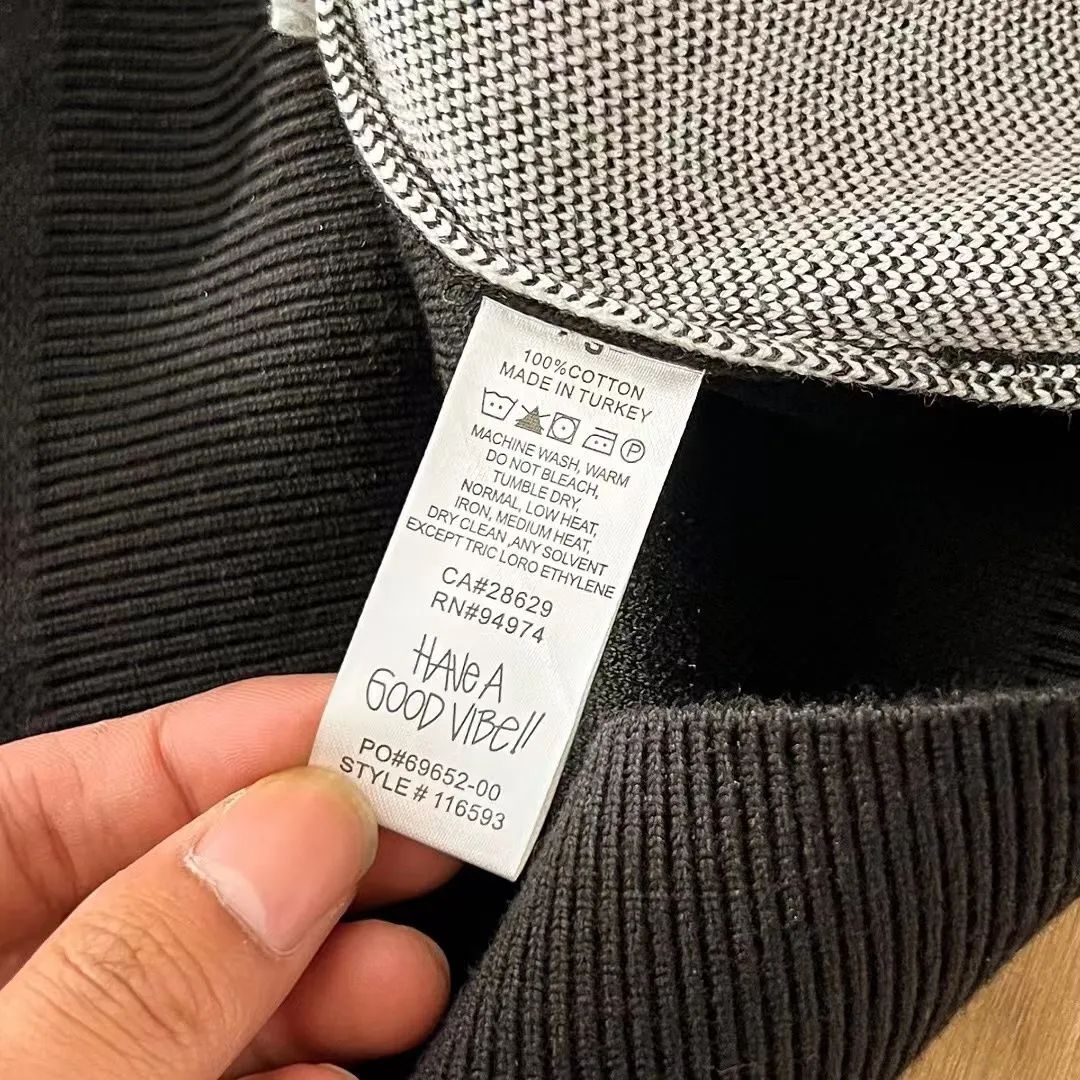 100%COTTON
MADE IN TURKEY
P
MACHINE WASH, WARM
DO NOT BLEACH,
TUMBLE DRY,
NORMAL, LOW HEAT,
IRON, MEDIUM HEAT,
DRY CLEAN ,ANY SOLVENT
EXCEPT TRIC LORO ETHYLENE
CA#28629
RN#94974
HAVE A
GOOD VIBE!!
PO#69652-00
STYLE # 116593